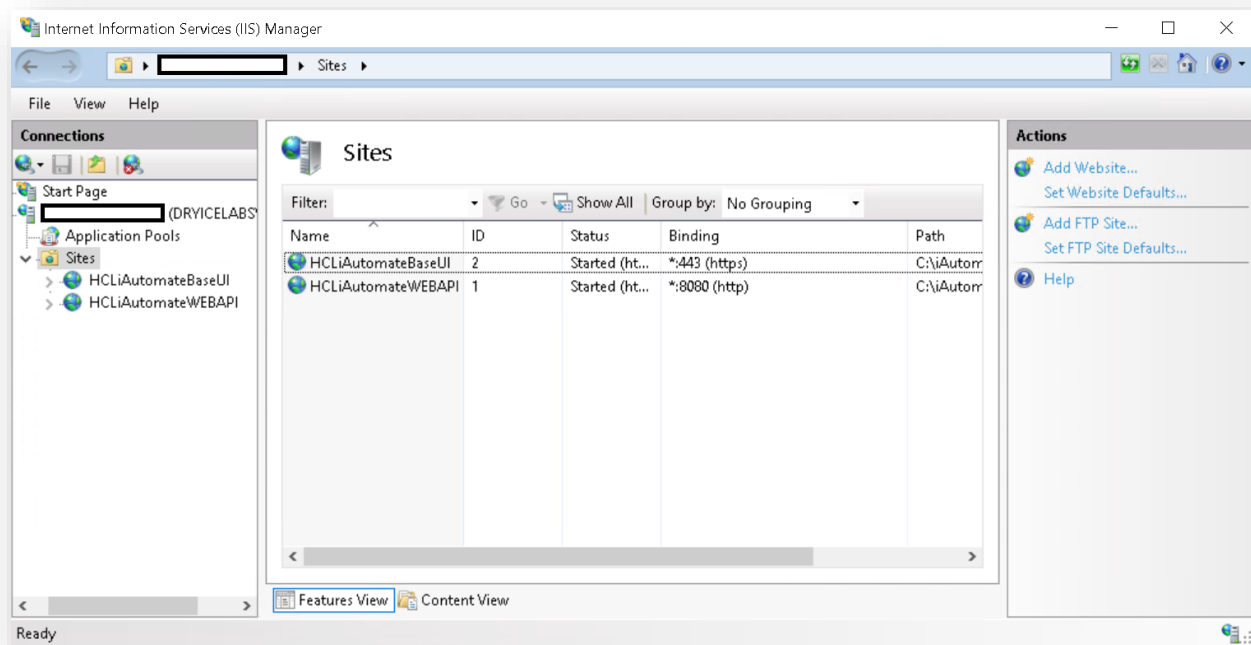 Internet Information Services (IIS) Manager
Sites
File View Help
Connections
Start Page
(DRYICELABS
Application Pools
Sites
HCLiAutomateBaseUI
HCLiAutomateWEBAPI
Sites
Filter: Go Show All Group by: No Grouping
Name ID Status Binding Path
HCLiAutomateBaseUI 2 Started (ht... *:443 (https) C:\iAutom
HCLiAutomateWEBAPI 1 Started (ht... *:8080 (http) C:\iAutom
Features View Content View
Actions
Add Website...
Set Website Defaults...
Add FTP Site...
Set FTP Site Defaults...
Help
Ready